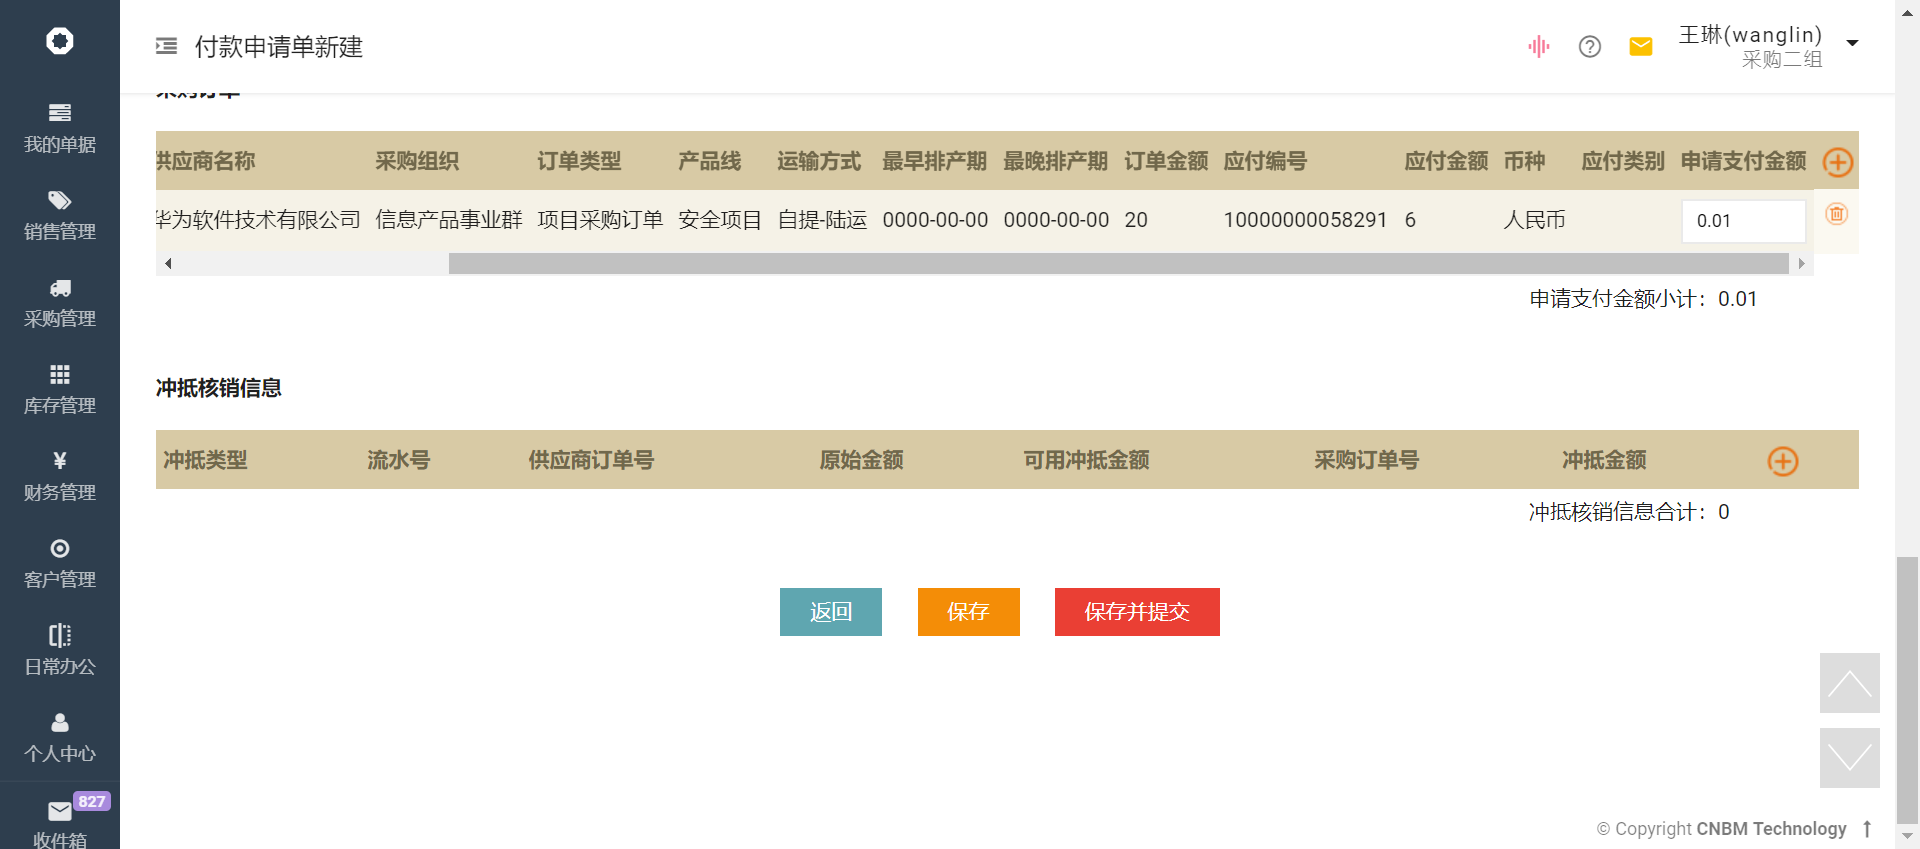 付款申请单新建
王琳(wanglin)
采购二组
我的单据
销售管理
采购管理
库存管理
财务管理
客户管理
日常办公
个人中心
827
收件箱
采购订单
供应商名称 采购组织 订单类型 产品线 运输方式 最早排产期 最晚排产期 订单金额 应付编号 应付金额 币种 应付类别 申请支付金额
华为软件技术有限公司 信息产品事业群 项目采购订单 安全项目 自提-陆运 0000-00-00 0000-00-00 20 10000000058291 6 人民币 0.01
申请支付金额小计：0.01
冲抵核销信息
冲抵类型 流水号 供应商订单号 原始金额 可用冲抵金额 采购订单号 冲抵金额
冲抵核销信息合计：0
返回 保存 保存并提交
© Copyright CNBM Technology